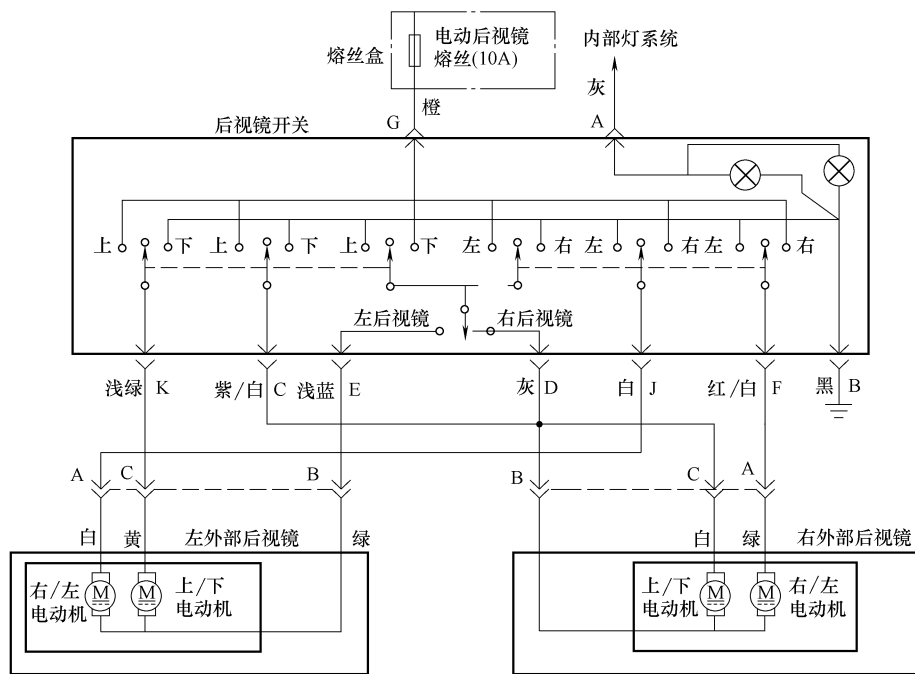 熔丝盒
电动后视镜
熔丝(10A)
内部灯系统
橙
灰
后视镜开关
G
A
上 下 上 下 上 下 左 右 左 右 左 右
左后视镜 右后视镜
浅绿 K 紫/白 C 浅蓝 E 灰 D 白 J 红/白 F 黑 B
A C B B C A
白 黄 左外部后视镜 绿 白 绿 右外部后视镜
右/左
电动机
M M
上/下
电动机
上/下
电动机
M M
右/左
电动机